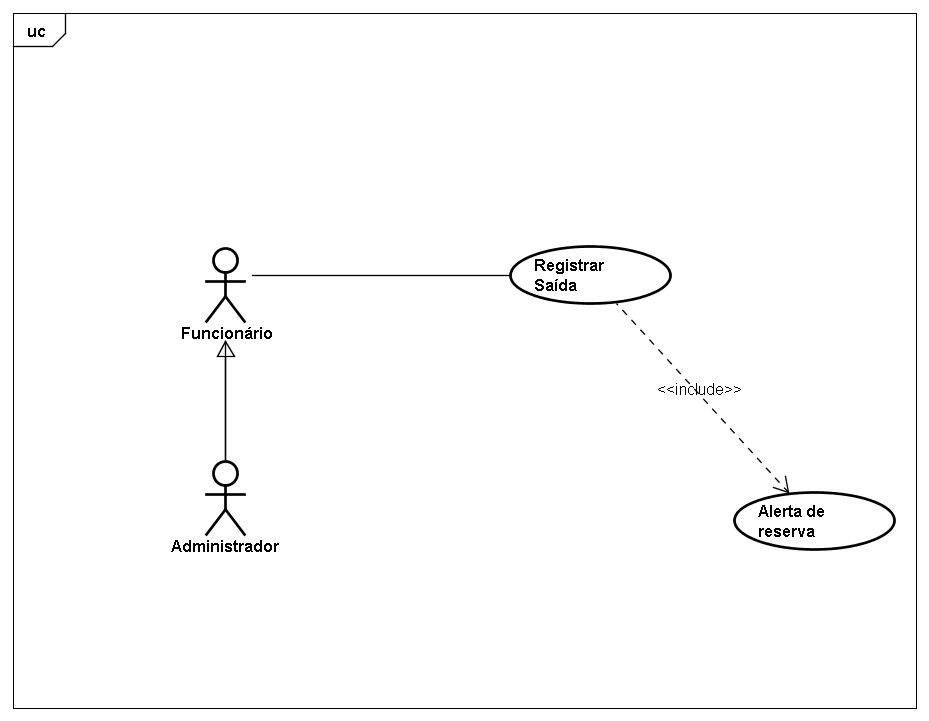 uc
Registrar
Saída
Funcionário
<<include>>
Alerta de
reserva
Administrador